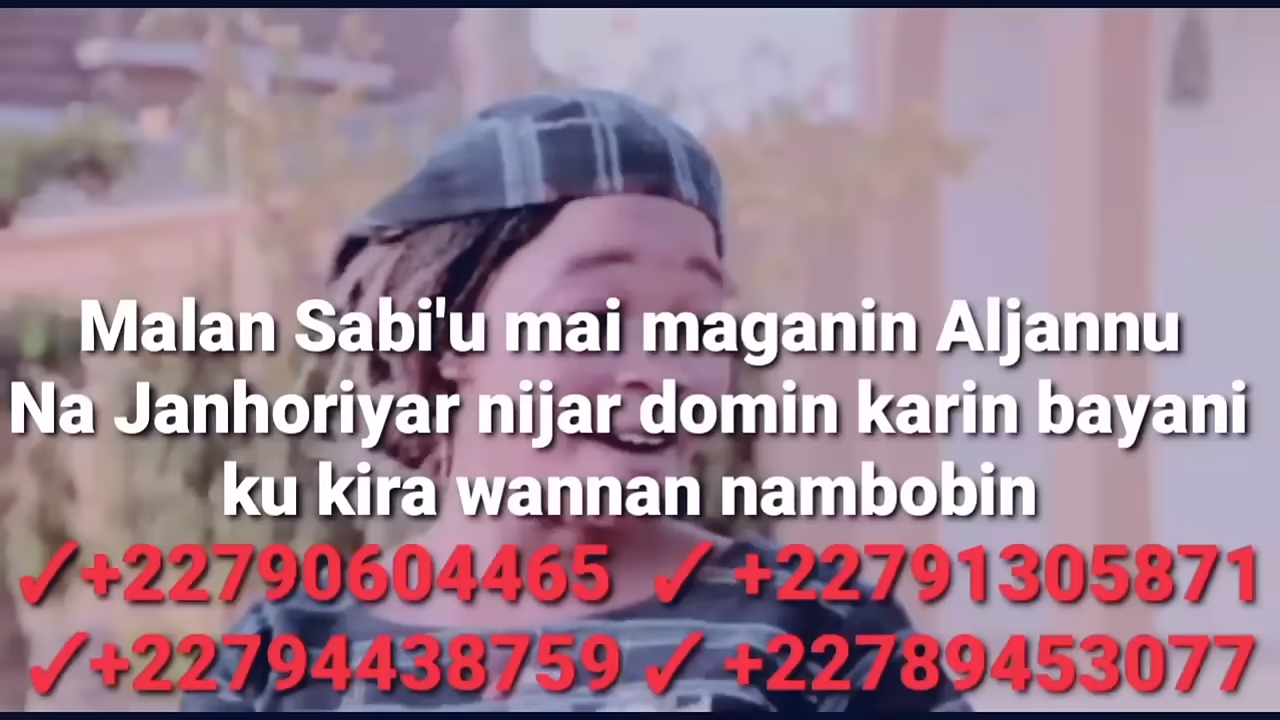 Malan Sabi'u mai maganin Aljannu
Na Janhoriyar nijar domin karin bayani
ku kira wannan nambobin
✓+22790604465 ✓ +22791305871
✓+22794438759 ✓ +22789453077